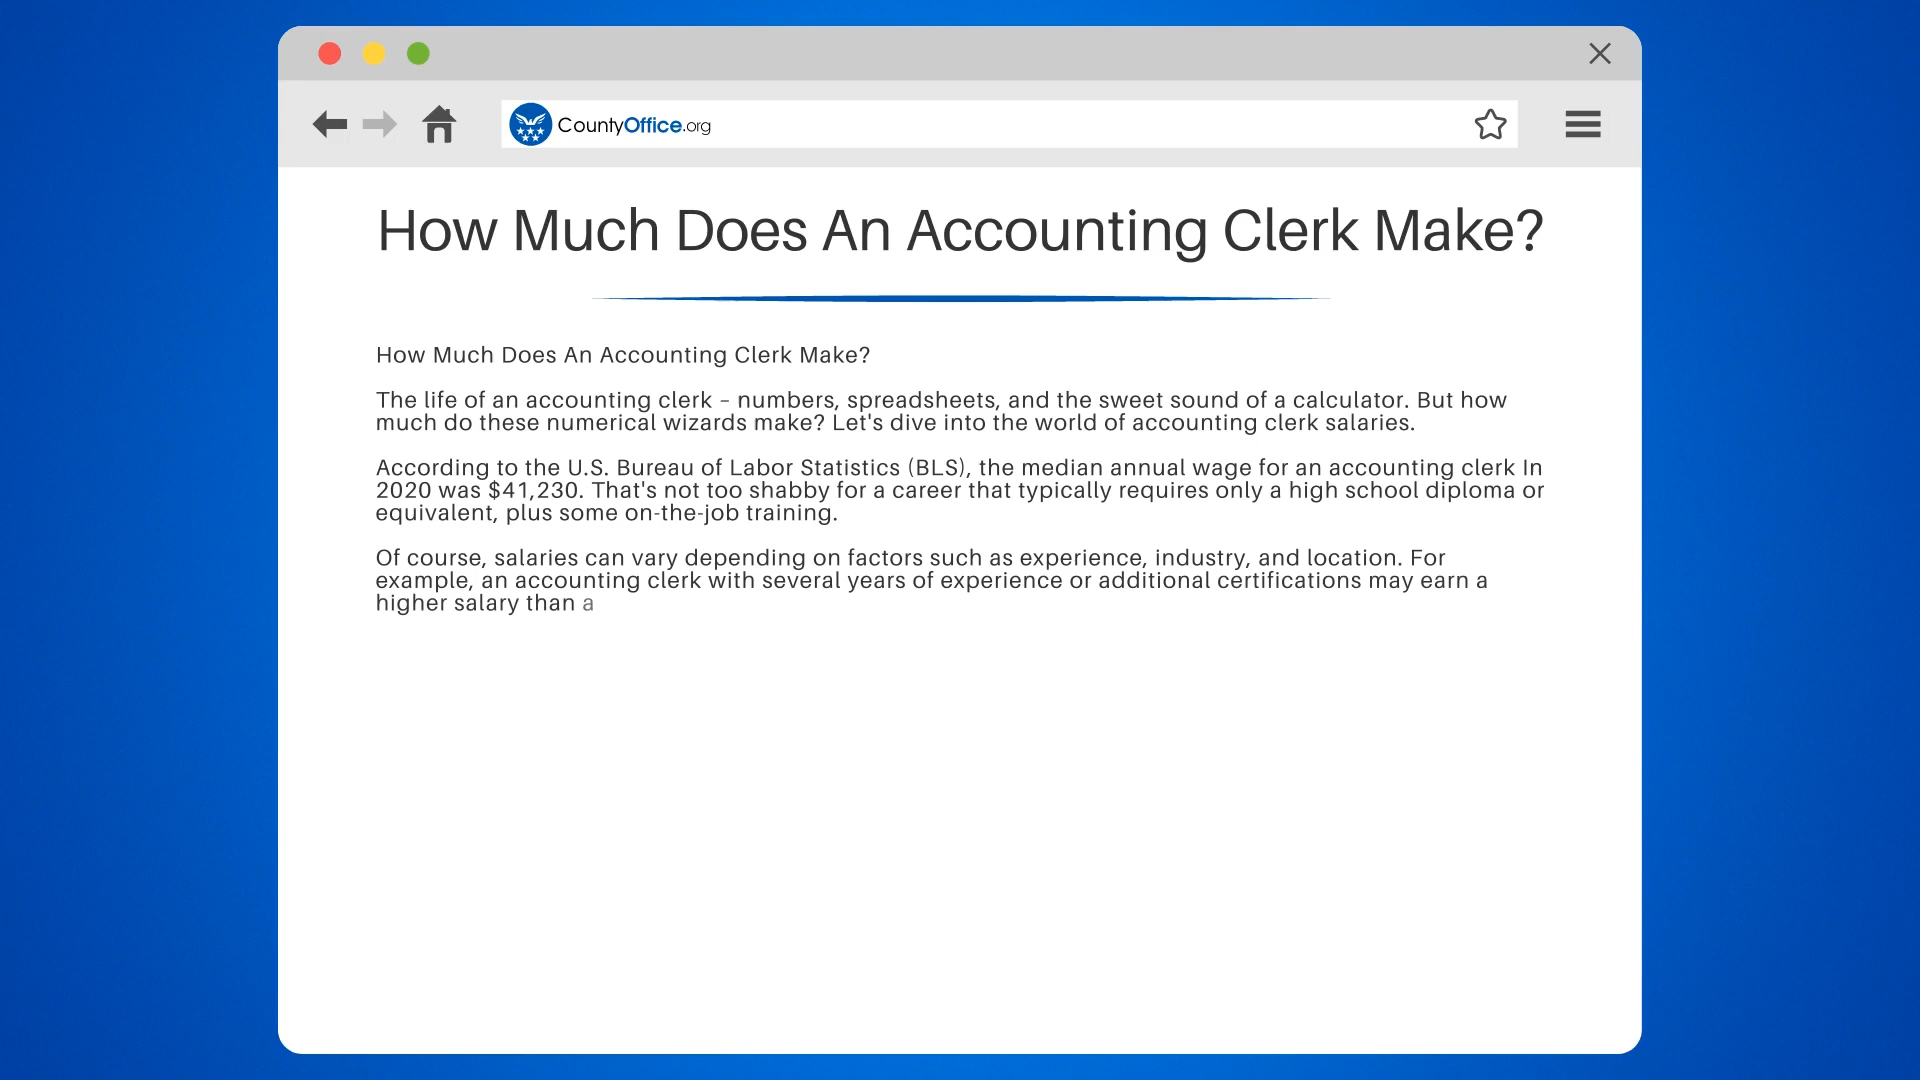 CountyOffice.org
How Much Does An Accounting Clerk Make?
How Much Does An Accounting Clerk Make?
The life of an accounting clerk – numbers, spreadsheets, and the sweet sound of a calculator. But how
much do these numerical wizards make? Let's dive into the world of accounting clerk salaries.
According to the U.S. Bureau of Labor Statistics (BLS), the median annual wage for an accounting clerk In
2020 was $41,230. That's not too shabby for a career that typically requires only a high school diploma or
equivalent, plus some on-the-job training.
Of course, salaries can vary depending on factors such as experience, industry, and location. For
example, an accounting clerk with several years of experience or additional certifications may earn a
higher salary than a